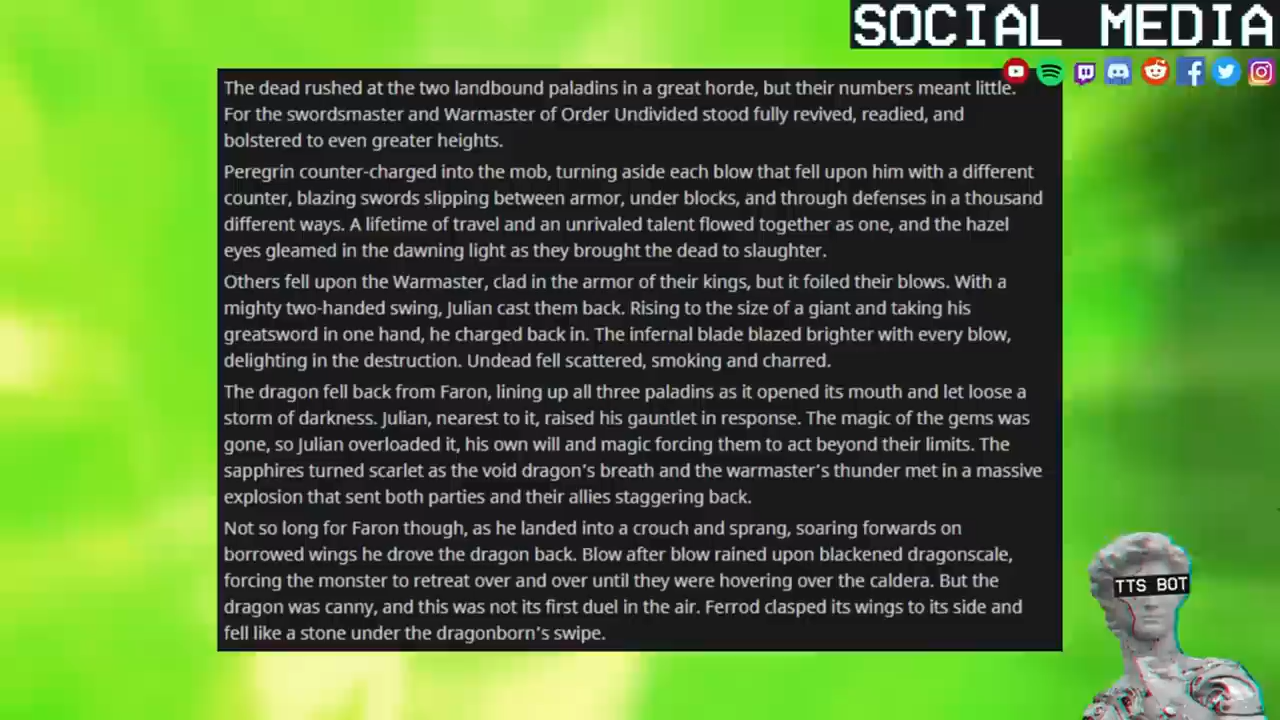 SOCIAL MEDIA
The dead rushed at the two landbound paladins in a great horde, but their numbers meant little.
For the swordsmaster and Warmaster of Order Undivided stood fully revived, readied, and
bolstered to even greater heights.
Peregrin counter-charged into the mob, turning aside each blow that fell upon him with a different
counter, blazing swords slipping between armor, under blocks, and through defenses in a thousand
different ways. A lifetime of travel and an unrivaled talent flowed together as one, and the hazel
eyes gleamed in the dawning light as they brought the dead to slaughter.
Others fell upon the Warmaster, clad in the armor of their kings, but it foiled their blows. With a
mighty two-handed swing, Julian cast them back. Rising to the size of a giant and taking his
greatsword in one hand, he charged back in. The infernal blade blazed brighter with every blow,
delighting in the destruction. Undead fell scattered, smoking and charred.
The dragon fell back from Faron, lining up all three paladins as it opened its mouth and let loose a
storm of darkness. Julian, nearest to it, raised his gauntlet in response. The magic of the gems was
gone, so Julian overloaded it, his own will and magic forcing them to act beyond their limits. The
sapphires turned scarlet as the void dragon's breath and the warmaster's thunder met in a massive
explosion that sent both parties and their allies staggering back.
Not so long for Faron though, as he landed into a crouch and sprang, soaring forwards on
borrowed wings he drove the dragon back. Blow after blow rained upon blackened dragonscale,
forcing the monster to retreat over and over until they were hovering over the caldera. But the
dragon was canny, and this was not its first duel in the air. Ferrod clasped its wings to its side and
fell like a stone under the dragonborn's swipe.
TTS BOT